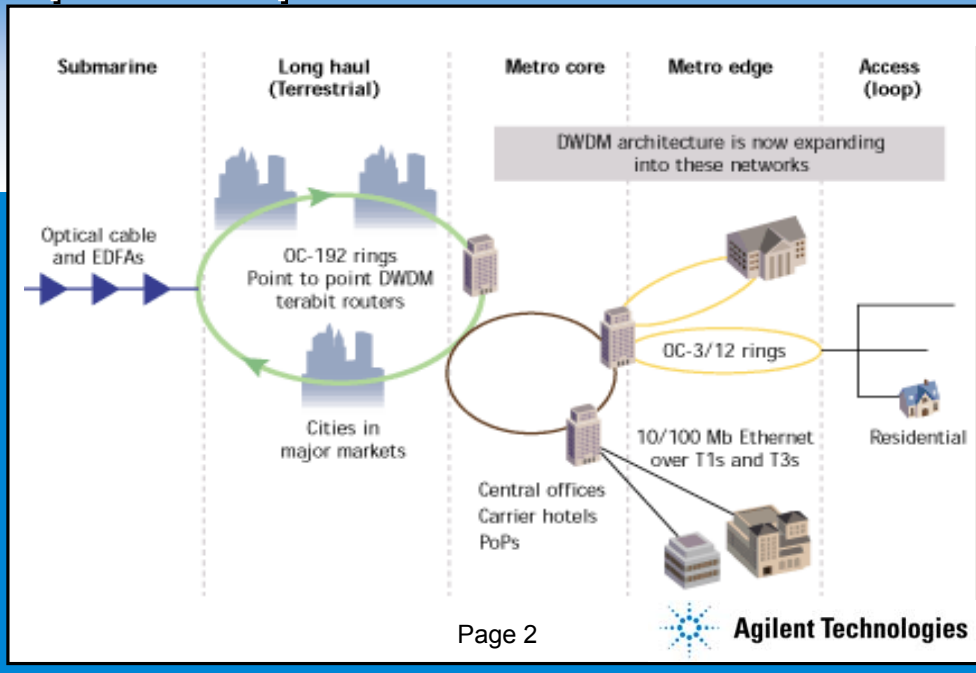 Submarine
Long haul
(Terrestrial)
Metro core
Metro edge
Access
(loop)
DWDM architecture is now expanding
into these networks
Optical cable
and EDFAs
OC-192 rings
Point to point DWDM
terabit routers
OC-3/12 rings
Cities in
major markets
10/100 Mb Ethernet
over T1s and T3s
Residential
Central offices
Carrier hotels
PoPs
Page 2
Agilent Technologies